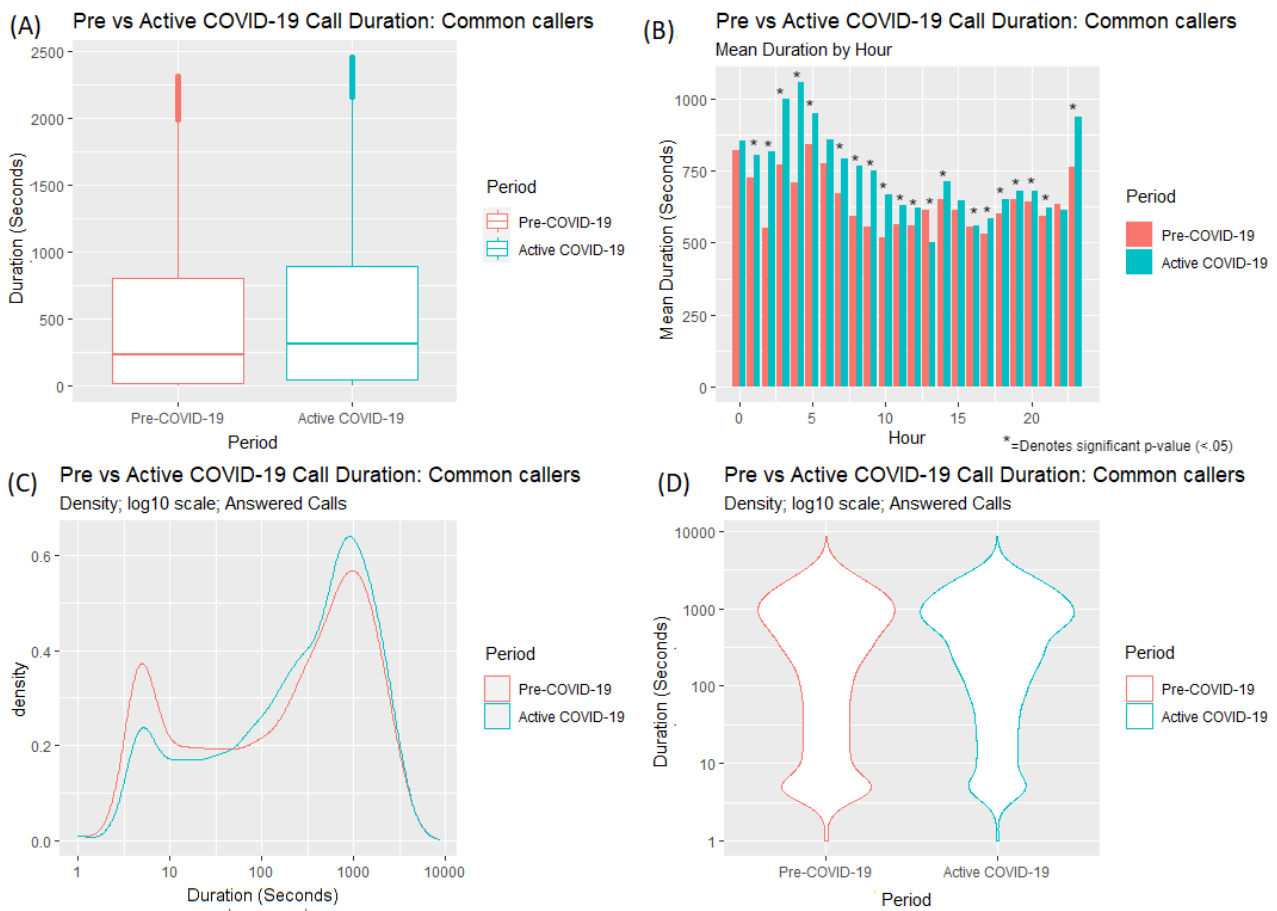 (A)
Pre vs Active COVID-19 Call Duration: Common callers
2500
2000
1500
1000
500
0
Duration (Seconds)
Pre-COVID-19 Active COVID-19
Period
Period
Pre-COVID-19
Active COVID-19
(B)
Pre vs Active COVID-19 Call Duration: Common callers
Mean Duration by Hour
1000
750
500
250
0
Mean Duration (Seconds)
* * * * * * * * * * * * * * * * * * * *
0 5 10 15 20
Hour
*=Denotes significant p-value (<.05)
Period
Pre-COVID-19
Active COVID-19
(C)
Pre vs Active COVID-19 Call Duration: Common callers
Density; log10 scale; Answered Calls
0.6
0.4
0.2
0.0
density
1 10 100 1000 10000
Duration (Seconds)
Period
Pre-COVID-19
Active COVID-19
(D)
Pre vs Active COVID-19 Call Duration: Common callers
Density; log10 scale; Answered Calls
10000
1000
100
10
1
Duration (Seconds)
Pre-COVID-19 Active COVID-19
Period
Period
Pre-COVID-19
Active COVID-19